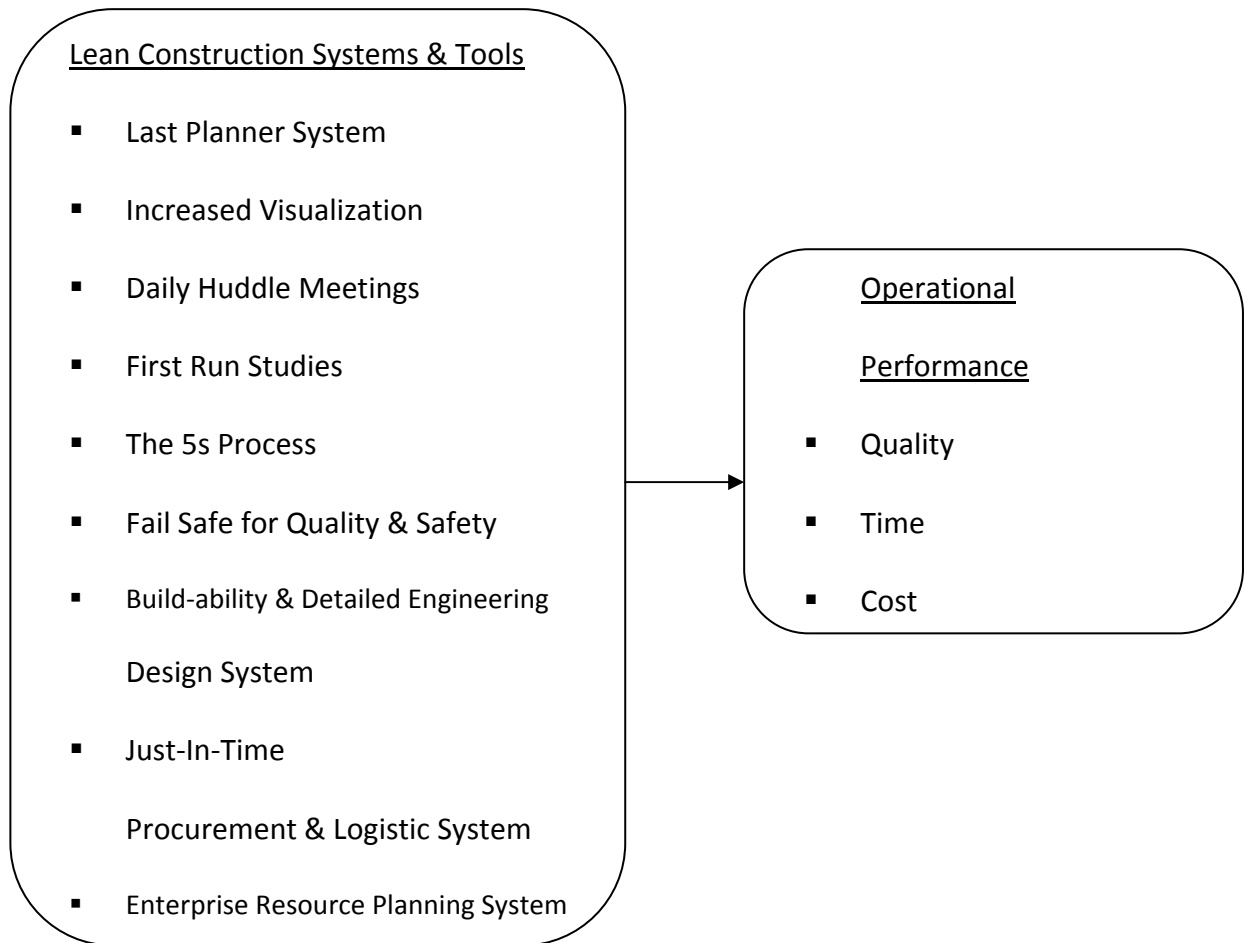 Lean Construction Systems & Tools
▪ Last Planner System
▪ Increased Visualization
▪ Daily Huddle Meetings
▪ First Run Studies
▪ The 5s Process
▪ Fail Safe for Quality & Safety
▪ Build-ability & Detailed Engineering
Design System
▪ Just-In-Time
Procurement & Logistic System
▪ Enterprise Resource Planning System
Operational
Performance
▪ Quality
▪ Time
▪ Cost